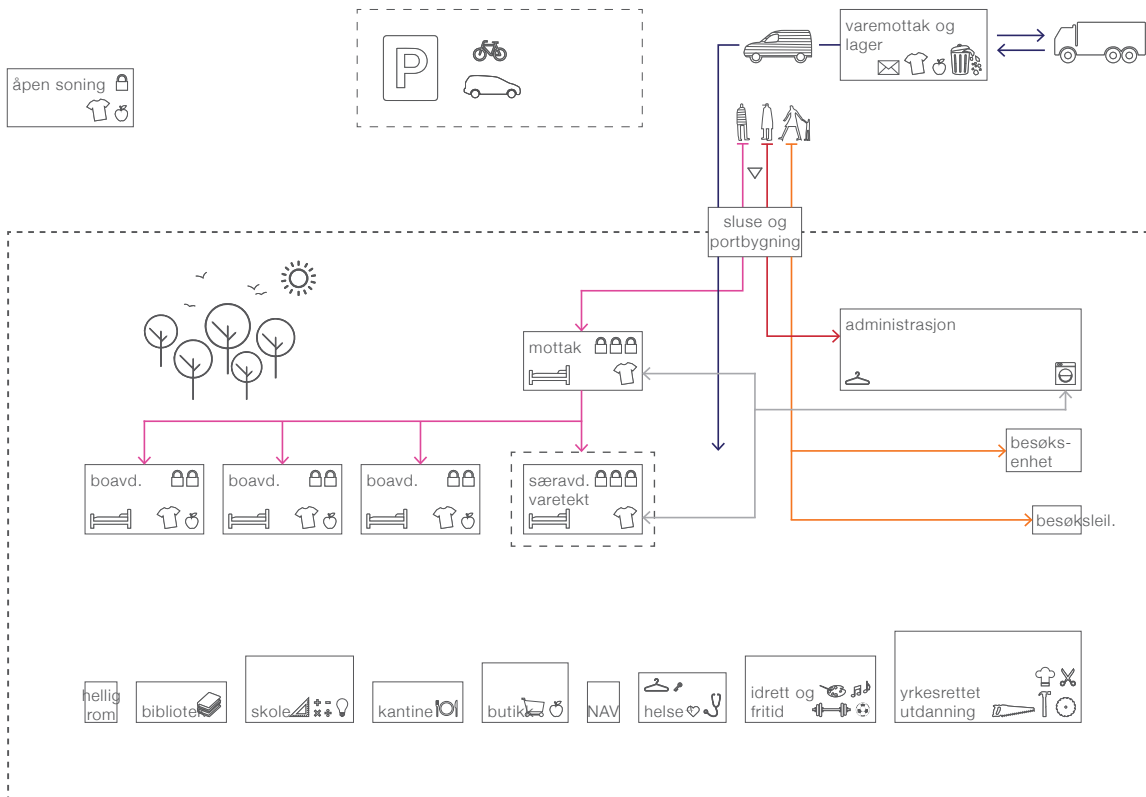 varemottak og
lager
åpen soning
P
sluse og
portbygning
mottak
administrasjon
boavd.
boavd.
boavd.
særavd.
varetekt
besøks-
enhet
besøksleil.
hellig
rom
bibliotek
skole
kantine
butikk
NAV
helse
idrett og
fritid
yrkesrettet
utdanning